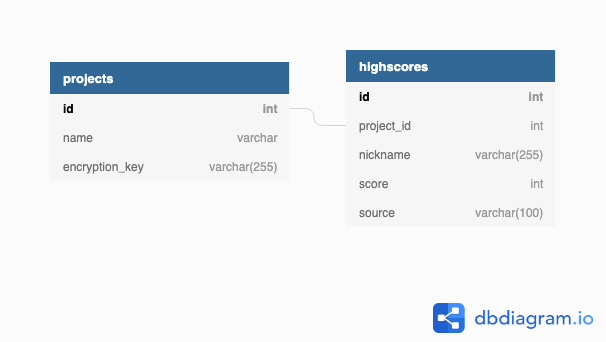 projects
id int
name varchar
encryption_key varchar(255)
highscores
id int
project_id int
nickname varchar(255)
score int
source varchar(100)
dbdiagram.io